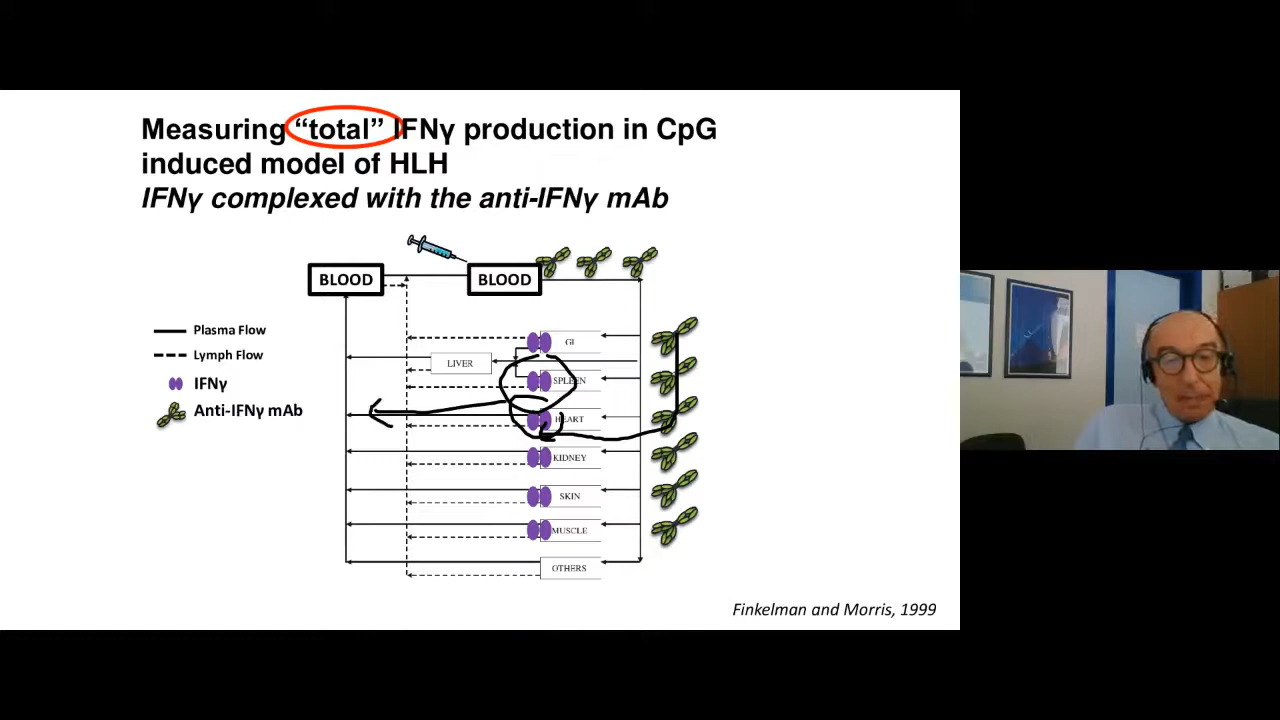 Measuring “total” IFNγ production in CpG
induced model of HLH
IFNγ complexed with the anti-IFNγ mAb
BLOOD
BLOOD
Plasma Flow
Lymph Flow
IFNγ
Anti-IFNγ mAb
GI
LIVER
SPLEEN
HEART
KIDNEY
SKIN
MUSCLE
OTHERS
Finkelman and Morris, 1999